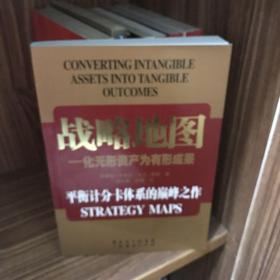 CONVERTING INTANGIBLE
ASSETS INTO TANGIBLE
OUTCOMES
战略地图
—化无形资产为有形成果
平衡计分卡体系的巅峰之作
STRATEGY MAPS